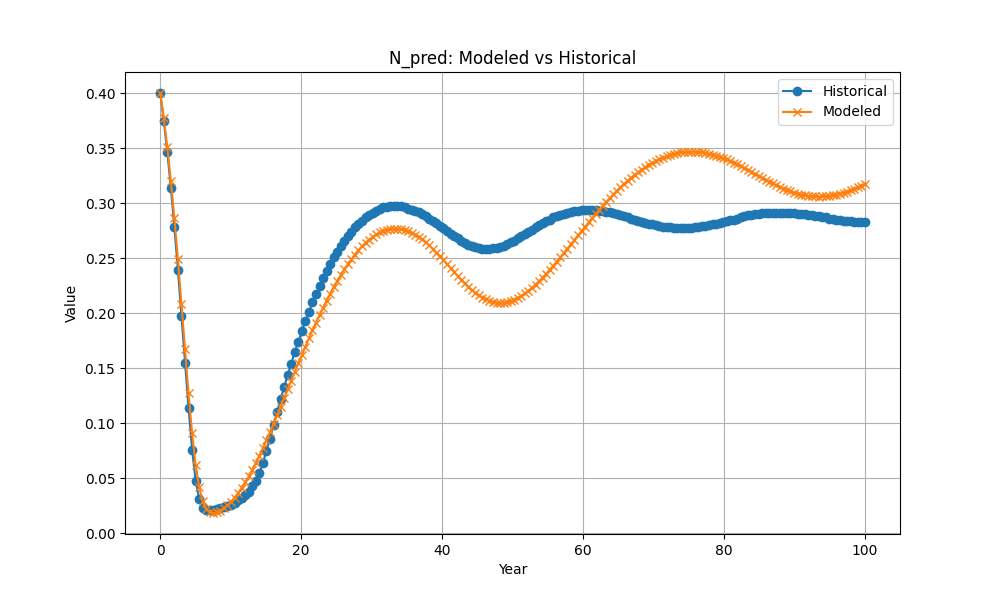 N_pred: Modeled vs Historical
Historical
Modeled
Value
0.40
0.35
0.30
0.25
0.20
0.15
0.10
0.05
0.00
0 20 40 60 80 100
Year